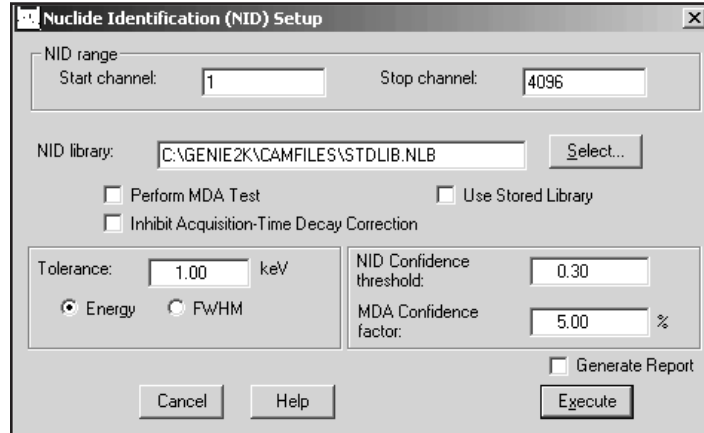 Nuclide Identification (NID) Setup
NID range
Start channel: 1 Stop channel: 4096
NID library: C:\GENIE2K\CAMFILES\STDLIB.NLB Select...
Perform MDA Test Use Stored Library
Inhibit Acquisition-Time Decay Correction
Tolerance: 1.00 keV
Energy FWHM
NID Confidence
threshold: 0.30
MDA Confidence
factor: 5.00 %
Generate Report
Cancel Help Execute